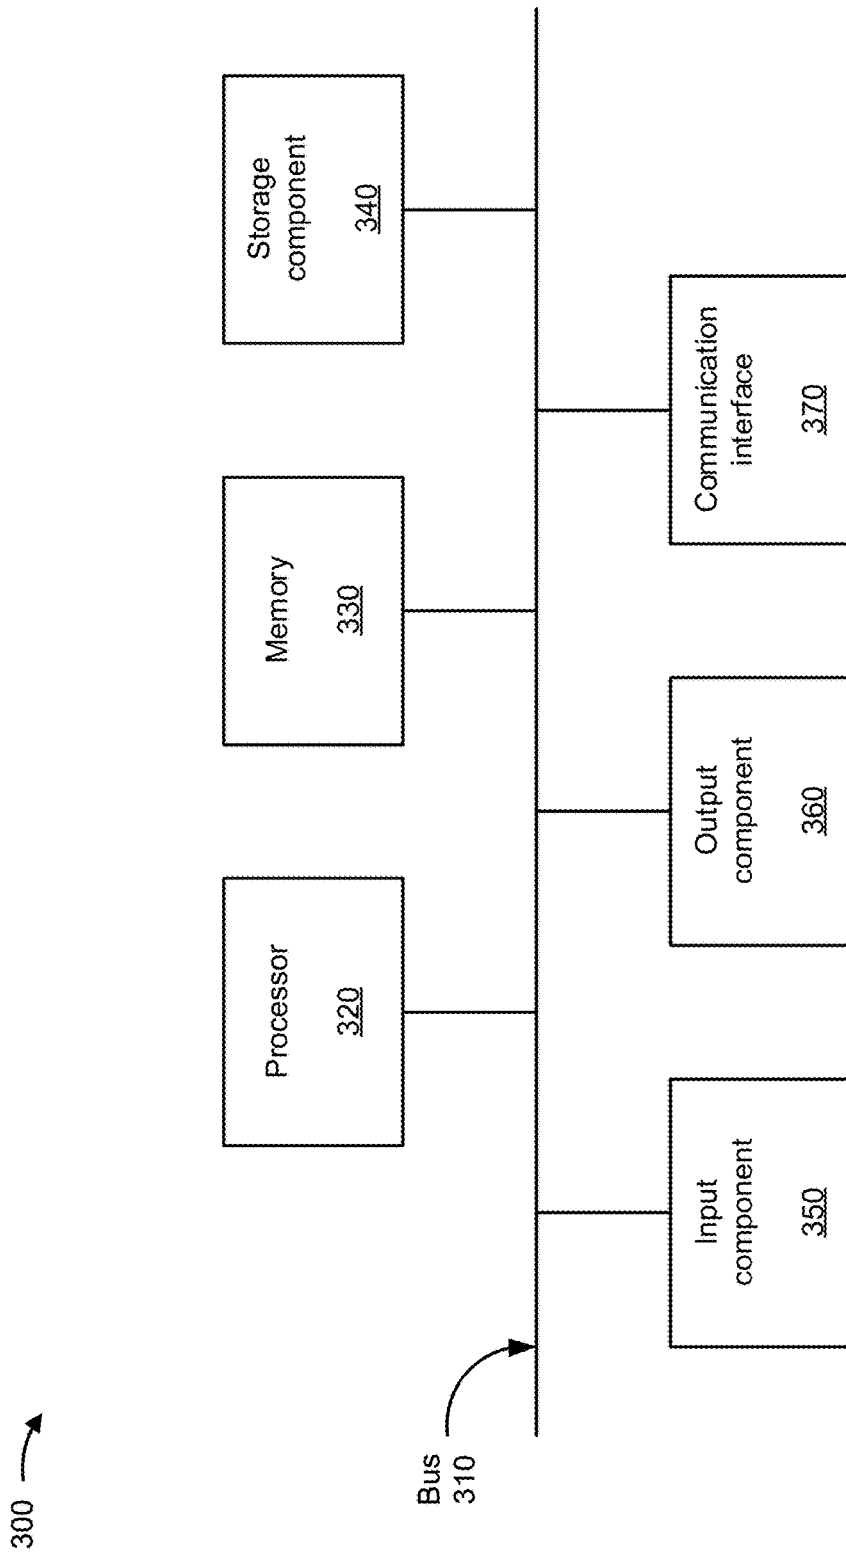 300
Processor
320
Memory
330
Storage
component
340
Bus
310
Input
component
350
Output
component
360
Communication
interface
370